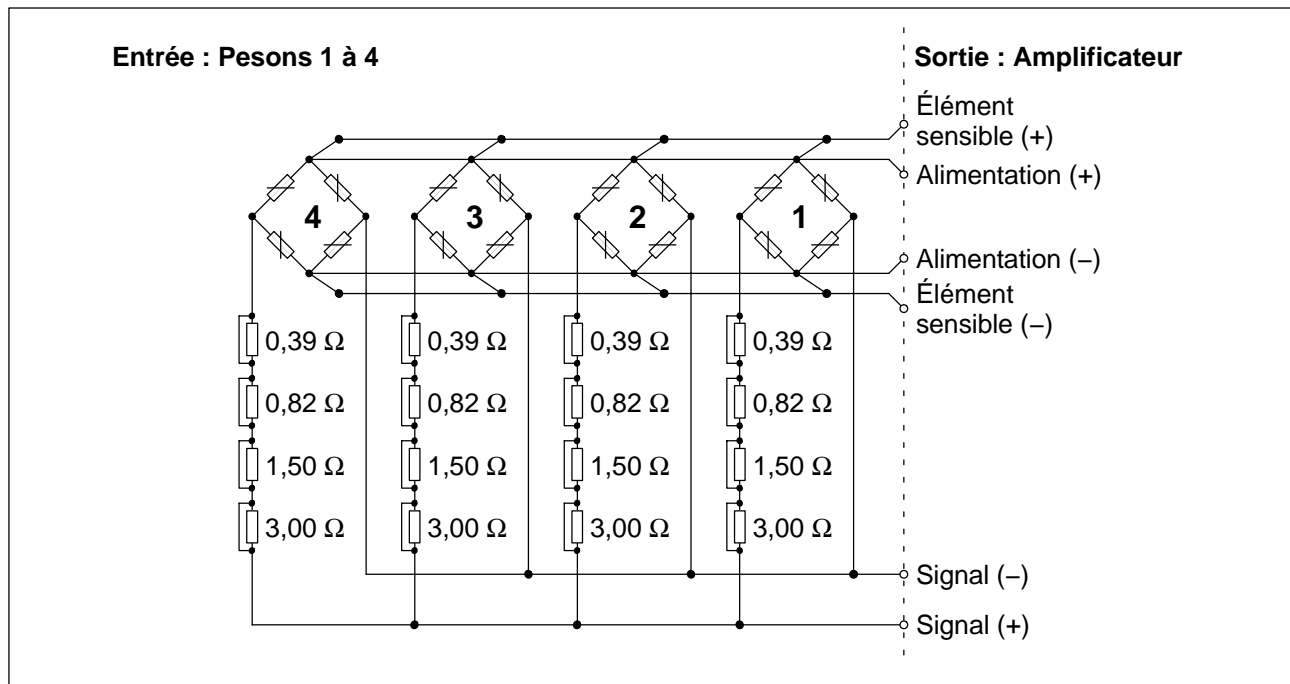 Entrée : Pesons 1 à 4
Sortie : Amplificateur
Élément
sensible (+)
Alimentation (+)
4 3 2 1
Alimentation (−)
Élément
sensible (−)
0,39 Ω 0,39 Ω 0,39 Ω 0,39 Ω
0,82 Ω 0,82 Ω 0,82 Ω 0,82 Ω
1,50 Ω 1,50 Ω 1,50 Ω 1,50 Ω
3,00 Ω 3,00 Ω 3,00 Ω 3,00 Ω
Signal (−)
Signal (+)